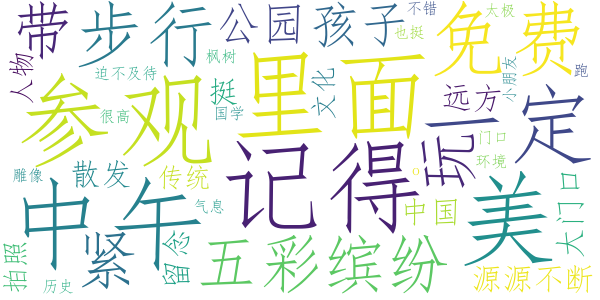 带
步行
公园
孩子
不错
太极
也挺
免费
人物
迫不及待
枫树
参观
很高
挺
国学
文化
里面
远方
小朋友
跑
一定
玩
门口
环境
雕像
散发
传统
记得
。
中国
美
大门口
中午
紧
留念
气息
五彩缤纷
源源不断
拍照
历史